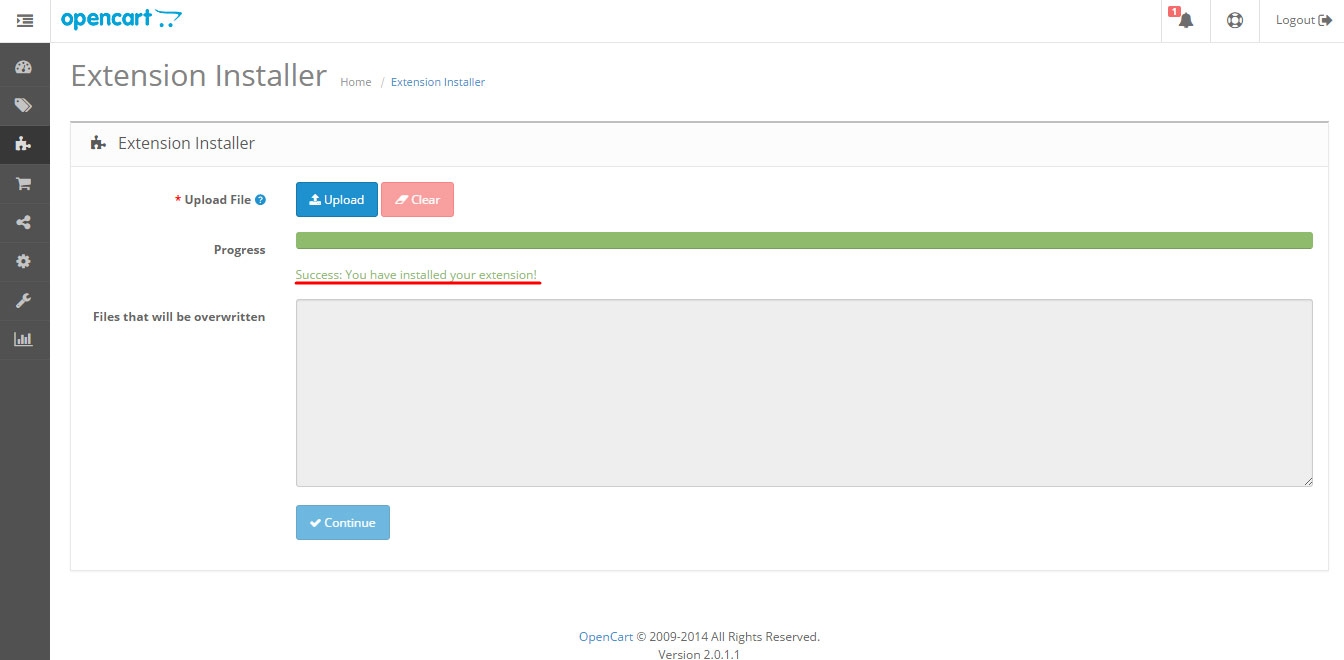 opencart
1
Logout
Extension Installer
Home / Extension Installer
Extension Installer
* Upload File ?
Upload
Clear
Progress
Success: You have installed your extension!
Files that will be overwritten
Continue
OpenCart © 2009-2014 All Rights Reserved.
Version 2.0.1.1